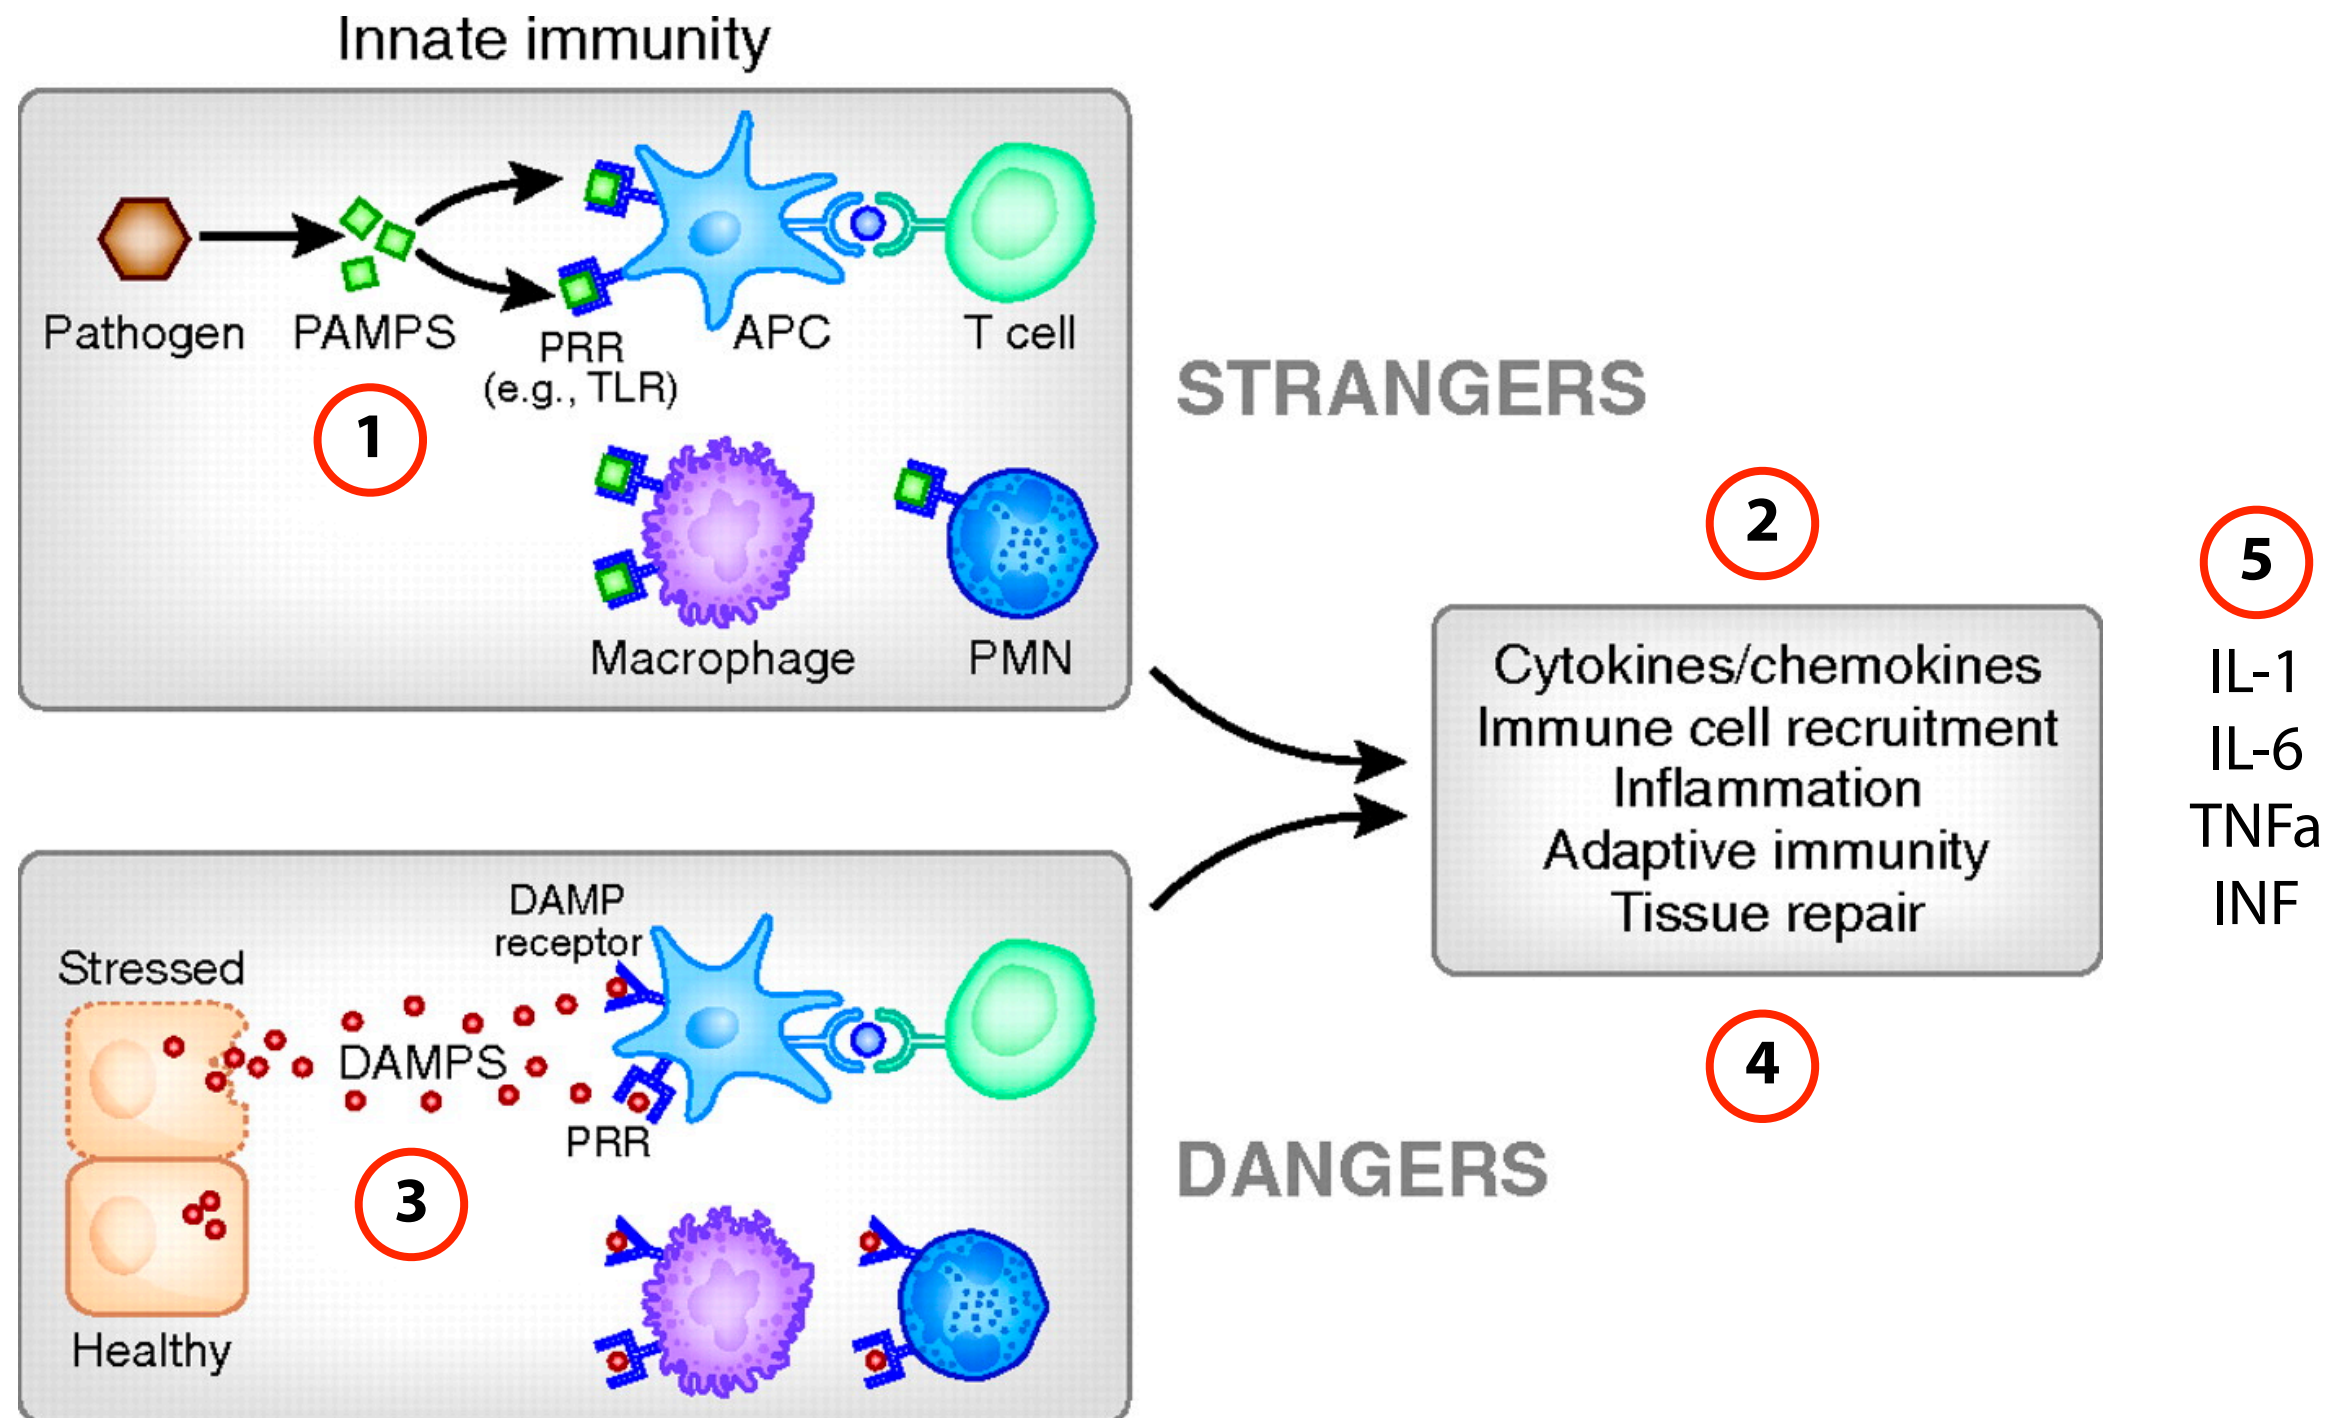 Innate immunity
Pathogen
PAMPS
PRR
(e.g., TLR)
APC
T cell
1
Macrophage
PMN
STRANGERS
2
5
Cytokines/chemokines
Immune cell recruitment
Inflammation
Adaptive immunity
Tissue repair
IL-1
IL-6
TNFa
INF
4
DAMP
receptor
Stressed
DAMPS
PRR
3
Healthy
DANGERS